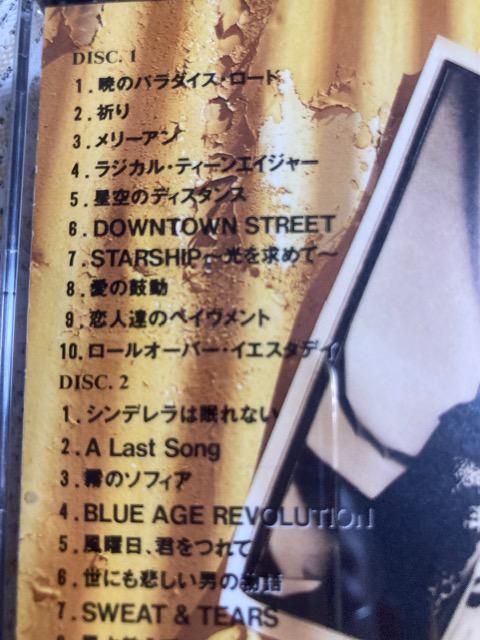 DISC. 1
1. 暁のパラダイス・ロード
2. 祈り
3. メリーアン
4. ラジカル・ティーンエイジャー
5. 星空のディスタンス
6. DOWNTOWN STREET
7. STARSHIP〜光を求めて〜
8. 愛の鼓動
9. 恋人達のペイヴメント
10. ロールオーバー・イエスタデイ
DISC. 2
1. シンデレラは眠れない
2. A Last Song
3. 霧のソフィア
4. BLUE AGE REVOLUTION
5. 風曜日、君をつれて
6. 世にも悲しい男の物語
7. SWEAT & TEARS